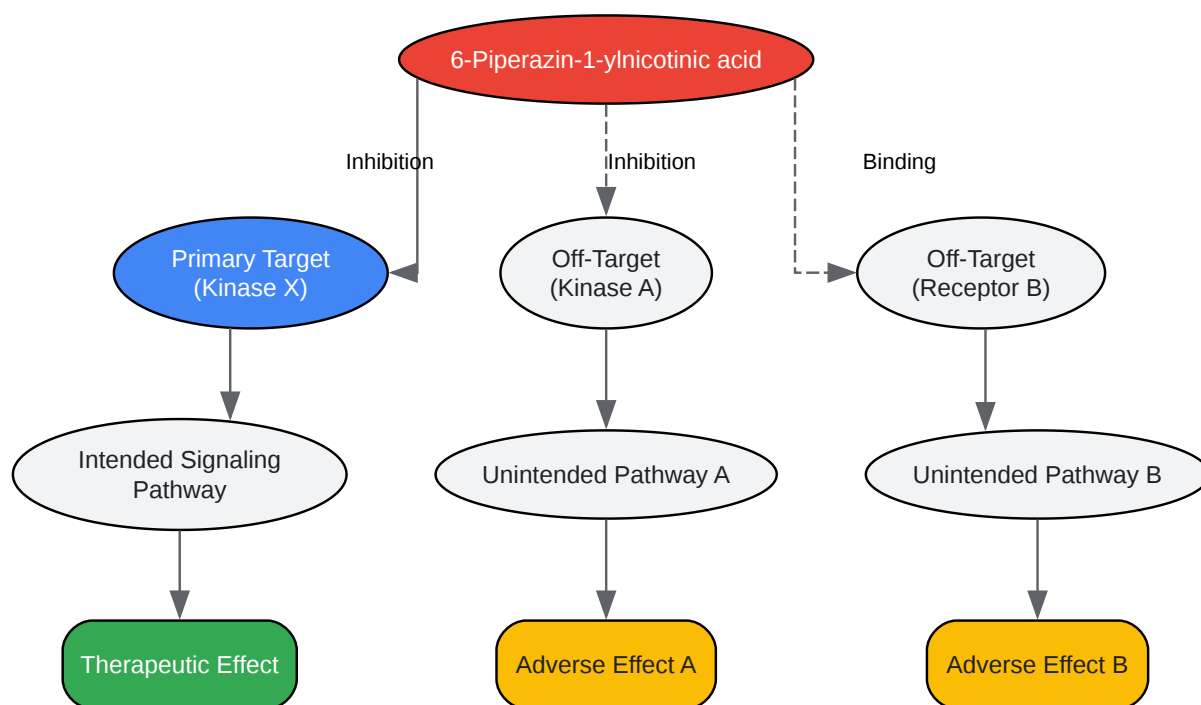 6-Piperazin-1-ylnicotinic acid
Inhibition
Inhibition
Binding
Primary Target
(Kinase X)
Off-Target
(Kinase A)
Off-Target
(Receptor B)
Intended Signaling
Pathway
Unintended Pathway A
Unintended Pathway B
Therapeutic Effect
Adverse Effect A
Adverse Effect B